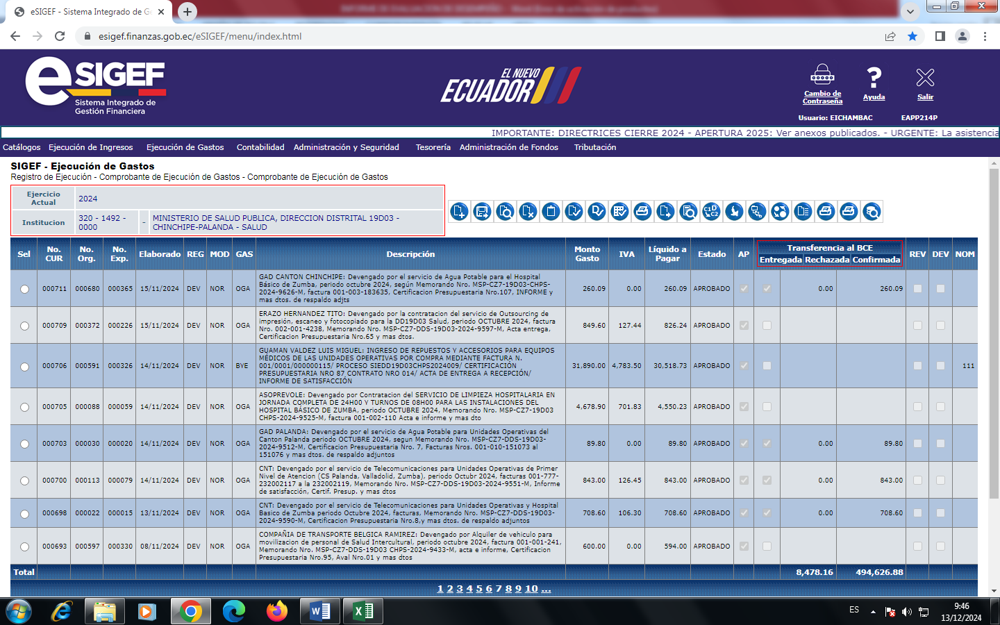 eSIGEF - Sistema Integrado de G
esigef.finanzas.gob.ec/eSIGEF/menu/index.html
eSIGEF
Sistema Integrado de
Gestión Financiera
EL NUEVO
ECUADOR
Cambio de
Contraseña
Ayuda
Salir
Usuario: EICHAMBAC
EAPP214P
IMPORTANTE: DIRECTRICES CIERRE 2024 - APERTURA 2025: Ver anexos publicados. - URGENTE: La asistencia
Catálogos Ejecución de Ingresos Ejecución de Gastos Contabilidad Administración y Seguridad Tesorería Administración de Fondos Tributación
SIGEF - Ejecución de Gastos
Registro de Ejecución - Comprobante de Ejecución de Gastos - Comprobante de Ejecución de Gastos
Ejercicio
Actual
2024
Institucion
320 - 1492 -
0000
-
MINISTERIO DE SALUD PUBLICA, DIRECCION DISTRITAL 19D03 -
CHINCHIPE-PALANDA - SALUD
C1D
C2
Sel No. CUR No. Org. No. Exp. Elaborado REG MOD GAS Descripción Monto Gasto IVA Líquido a Pagar Estado AP Transferencia al BCE REV DEV NOM
Entregada Rechazada Confirmada
000711 000680 000365 15/11/2024 DEV NOR OGA
GAD CANTON CHINCHIPE: Devengado por el servicio de Agua Potable para el Hospital
Básico de Zumba, periodo octubre 2024, según Memorando Nro. MSP-CZ7-19D03-CHPS-
2024-9626-M, factura 001-003-183635, Certificacion Presupuestaria Nro.107, INFORME y
mas dtos. de respaldo adjts
260.09 0.00 260.09 APROBADO 0.00 260.09
000709 000372 000226 15/11/2024 DEV NOR OGA
ERAZO HERNANDEZ TITO: Devengado por la contratacion del servicio de Outsourcing de
impresión, escaneo y fotocopiado para la DD19D03 Salud, periodo OCTUBRE 2024, factura
Nro. 002-001-4238, Memorando Nro. MSP-CZ7-DDS-19D03-2024-9597-M, Acta entrega,
Certificacion Presupuestaria Nro.65 y mas dtos.
849.60 127.44 826.24 APROBADO
000706 000591 000326 14/11/2024 DEV NOR BYE
GUAMAN VALDEZ LUIS MIGUEL: INGRESO DE REPUESTOS Y ACCESORIOS PARA EQUIPOS
MÉDICOS DE LAS UNIDADES OPERATIVAS POR COMPRA MEDIANTE FACTURA N.
001/0001/000000115/ PROCESO SIEDD19D03CHPS2024009/ CERTIFICACIÓN
PRESUPUESTARIA NRO 87 CONTRATO NRO 014/ ACTA DE ENTREGA A RECEPCIÓN/
INFORME DE SATISFACCIÓN
31,890.00 4,783.50 30,518.73 APROBADO 111
000705 000088 000059 14/11/2024 DEV NOR OGA
ASOPREVOLE: Devengado por Contratacion del SERVICIO DE LIMPIEZA HOSPITALARIA EN
JORNADA COMPLETA DE 24H00 Y TURNOS DE 08H00 PARA LAS INSTALACIONES DEL
HOSPITAL BÁSICO DE ZUMBA, periodo OCTUBRE 2024, Memorando Nro. MSP-CZ7-19D03
CHPS-2024-9525-M, factura 001-002-110 Acta e informe y mas dto
4,678.90 701.83 4,550.23 APROBADO
000703 000030 000020 14/11/2024 DEV NOR OGA
GAD PALANDA: Devengado por el servicio de Agua Potable para Unidades Operativas del
Canton Palanda periodo OCTUBRE 2024, segun Memorando Nro. MSP-CZ7-DDS-19D03-
2024-9512-M, Certificacion Presupuestaria Nro. 7, Facturas Nros. 001-010-151073 al
151076 y mas dtos. de respaldo adjuntos
89.80 0.00 89.80 APROBADO 0.00 89.80
000700 000113 000079 14/11/2024 DEV NOR OGA
CNT: Devengado por el servicio de Telecomunicaciones para Unidades Operativas de Primer
Nivel de Atencion (CS Palanda, Valladolid, Zumba), periodo Octubr 2024, facturas 001-777-
232002117 a la 232002119, Memorando Nro. MSP-CZ7-DDS-19D03-2024-9551-M, Informe
de satisfacción, Certif. Presup. y mas dtos
843.00 126.45 843.00 APROBADO 0.00 843.00
000698 000022 000015 13/11/2024 DEV NOR OGA
CNT: Devengado por el servicio de Telecomunicaciones para Unidades Operativas y Hospital
Basico de Zumba periodo OCTUBRE 2024, facturas, Memorando Nro. MSP-CZ7-DDS-19D03-
2024-9590-M, Certificacion Presupuestaria Nro.8,y mas dtos. de respaldo adjuntos
708.60 106.30 708.60 APROBADO 0.00 708.60
000693 000597 000330 08/11/2024 DEV NOR OGA
COMPAÑIA DE TRANSPORTE BELGICA RAMIREZ: Devengado por Alquiler de vehiculo para
movilizacion de personal de Salud Intercultural, periodo octubre 2024, factura 001-001-241,
Memorando Nro. MSP-CZ7-DDS-19D03 CHPS-2024-9433-M, acta e informe, Certificacion
Presupuestaria Nro.95, Aval Nro.01 y mas dtos
600.00 0.00 594.00 APROBADO
Total 8,478.16 494,626.88
1 2 3 4 5 6 7 8 9 10 ...
ES
9:46
13/12/2024